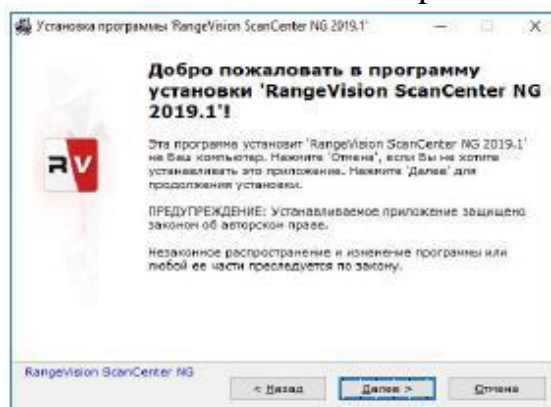 Установка программы 'RangeVision ScanCenter NG 2019.1'
Добро пожаловать в программу
установки 'RangeVision ScanCenter NG
2019.1'!
Эта программа установит 'RangeVision ScanCenter NG 2019.1'
на Ваш компьютер. Нажмите 'Отмена', если Вы не хотите
устанавливать это приложение. Нажмите 'Далее' для
продолжения установки.
RV
ПРЕДУПРЕЖДЕНИЕ: Устанавливаемое приложение защищено
законом об авторском праве.
Незаконное распространение и изменение программы или
любой ее части преследуется по закону.
RangeVision ScanCenter NG
< Назад
Далее >
Отмена